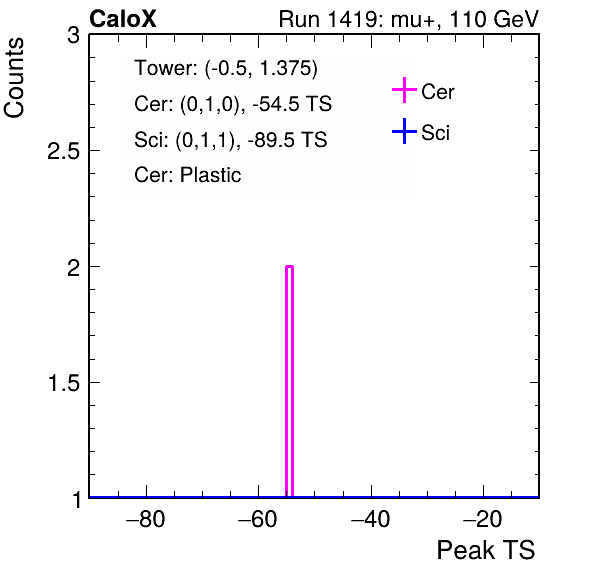 CaloX Run 1419: mu+, 110 GeV
Counts
3
2.5
2
1.5
1
Tower: (-0.5, 1.375)
Cer: (0,1,0), -54.5 TS
Sci: (0,1,1), -89.5 TS
Cer: Plastic
Cer
Sci
−80 −60 −40 −20
Peak TS